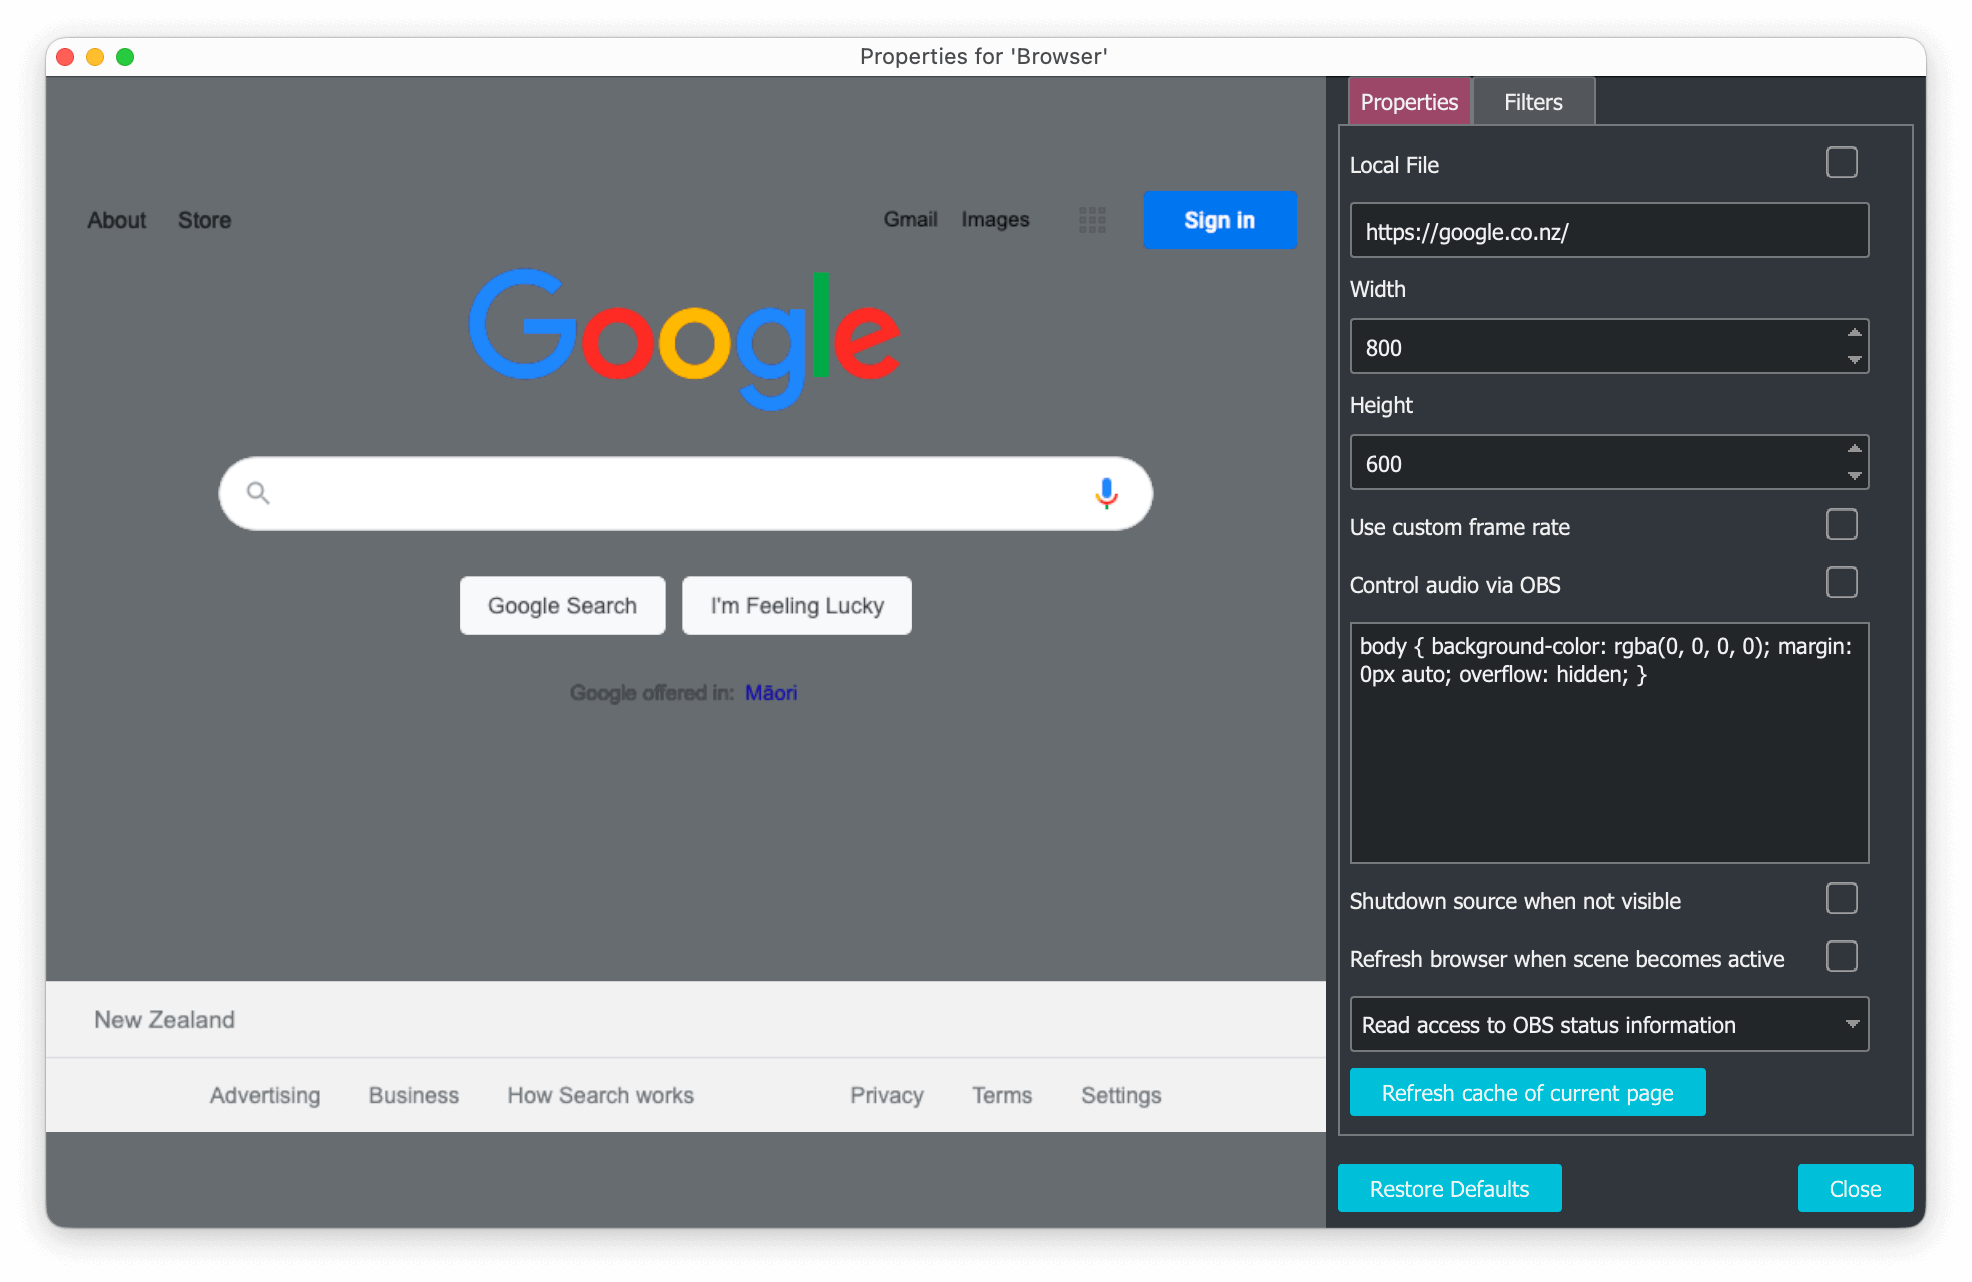 Properties for 'Browser'
About Store Gmail Images Sign in
Google
Google Search I'm Feeling Lucky
Google offered in: Māori
New Zealand
Advertising Business How Search works Privacy Terms Settings
Properties Filters
Local File
https://google.co.nz/
Width
800
Height
600
Use custom frame rate
Control audio via OBS
body { background-color: rgba(0, 0, 0, 0); margin:
0px auto; overflow: hidden; }
Shutdown source when not visible
Refresh browser when scene becomes active
Read access to OBS status information
Refresh cache of current page
Restore Defaults Close